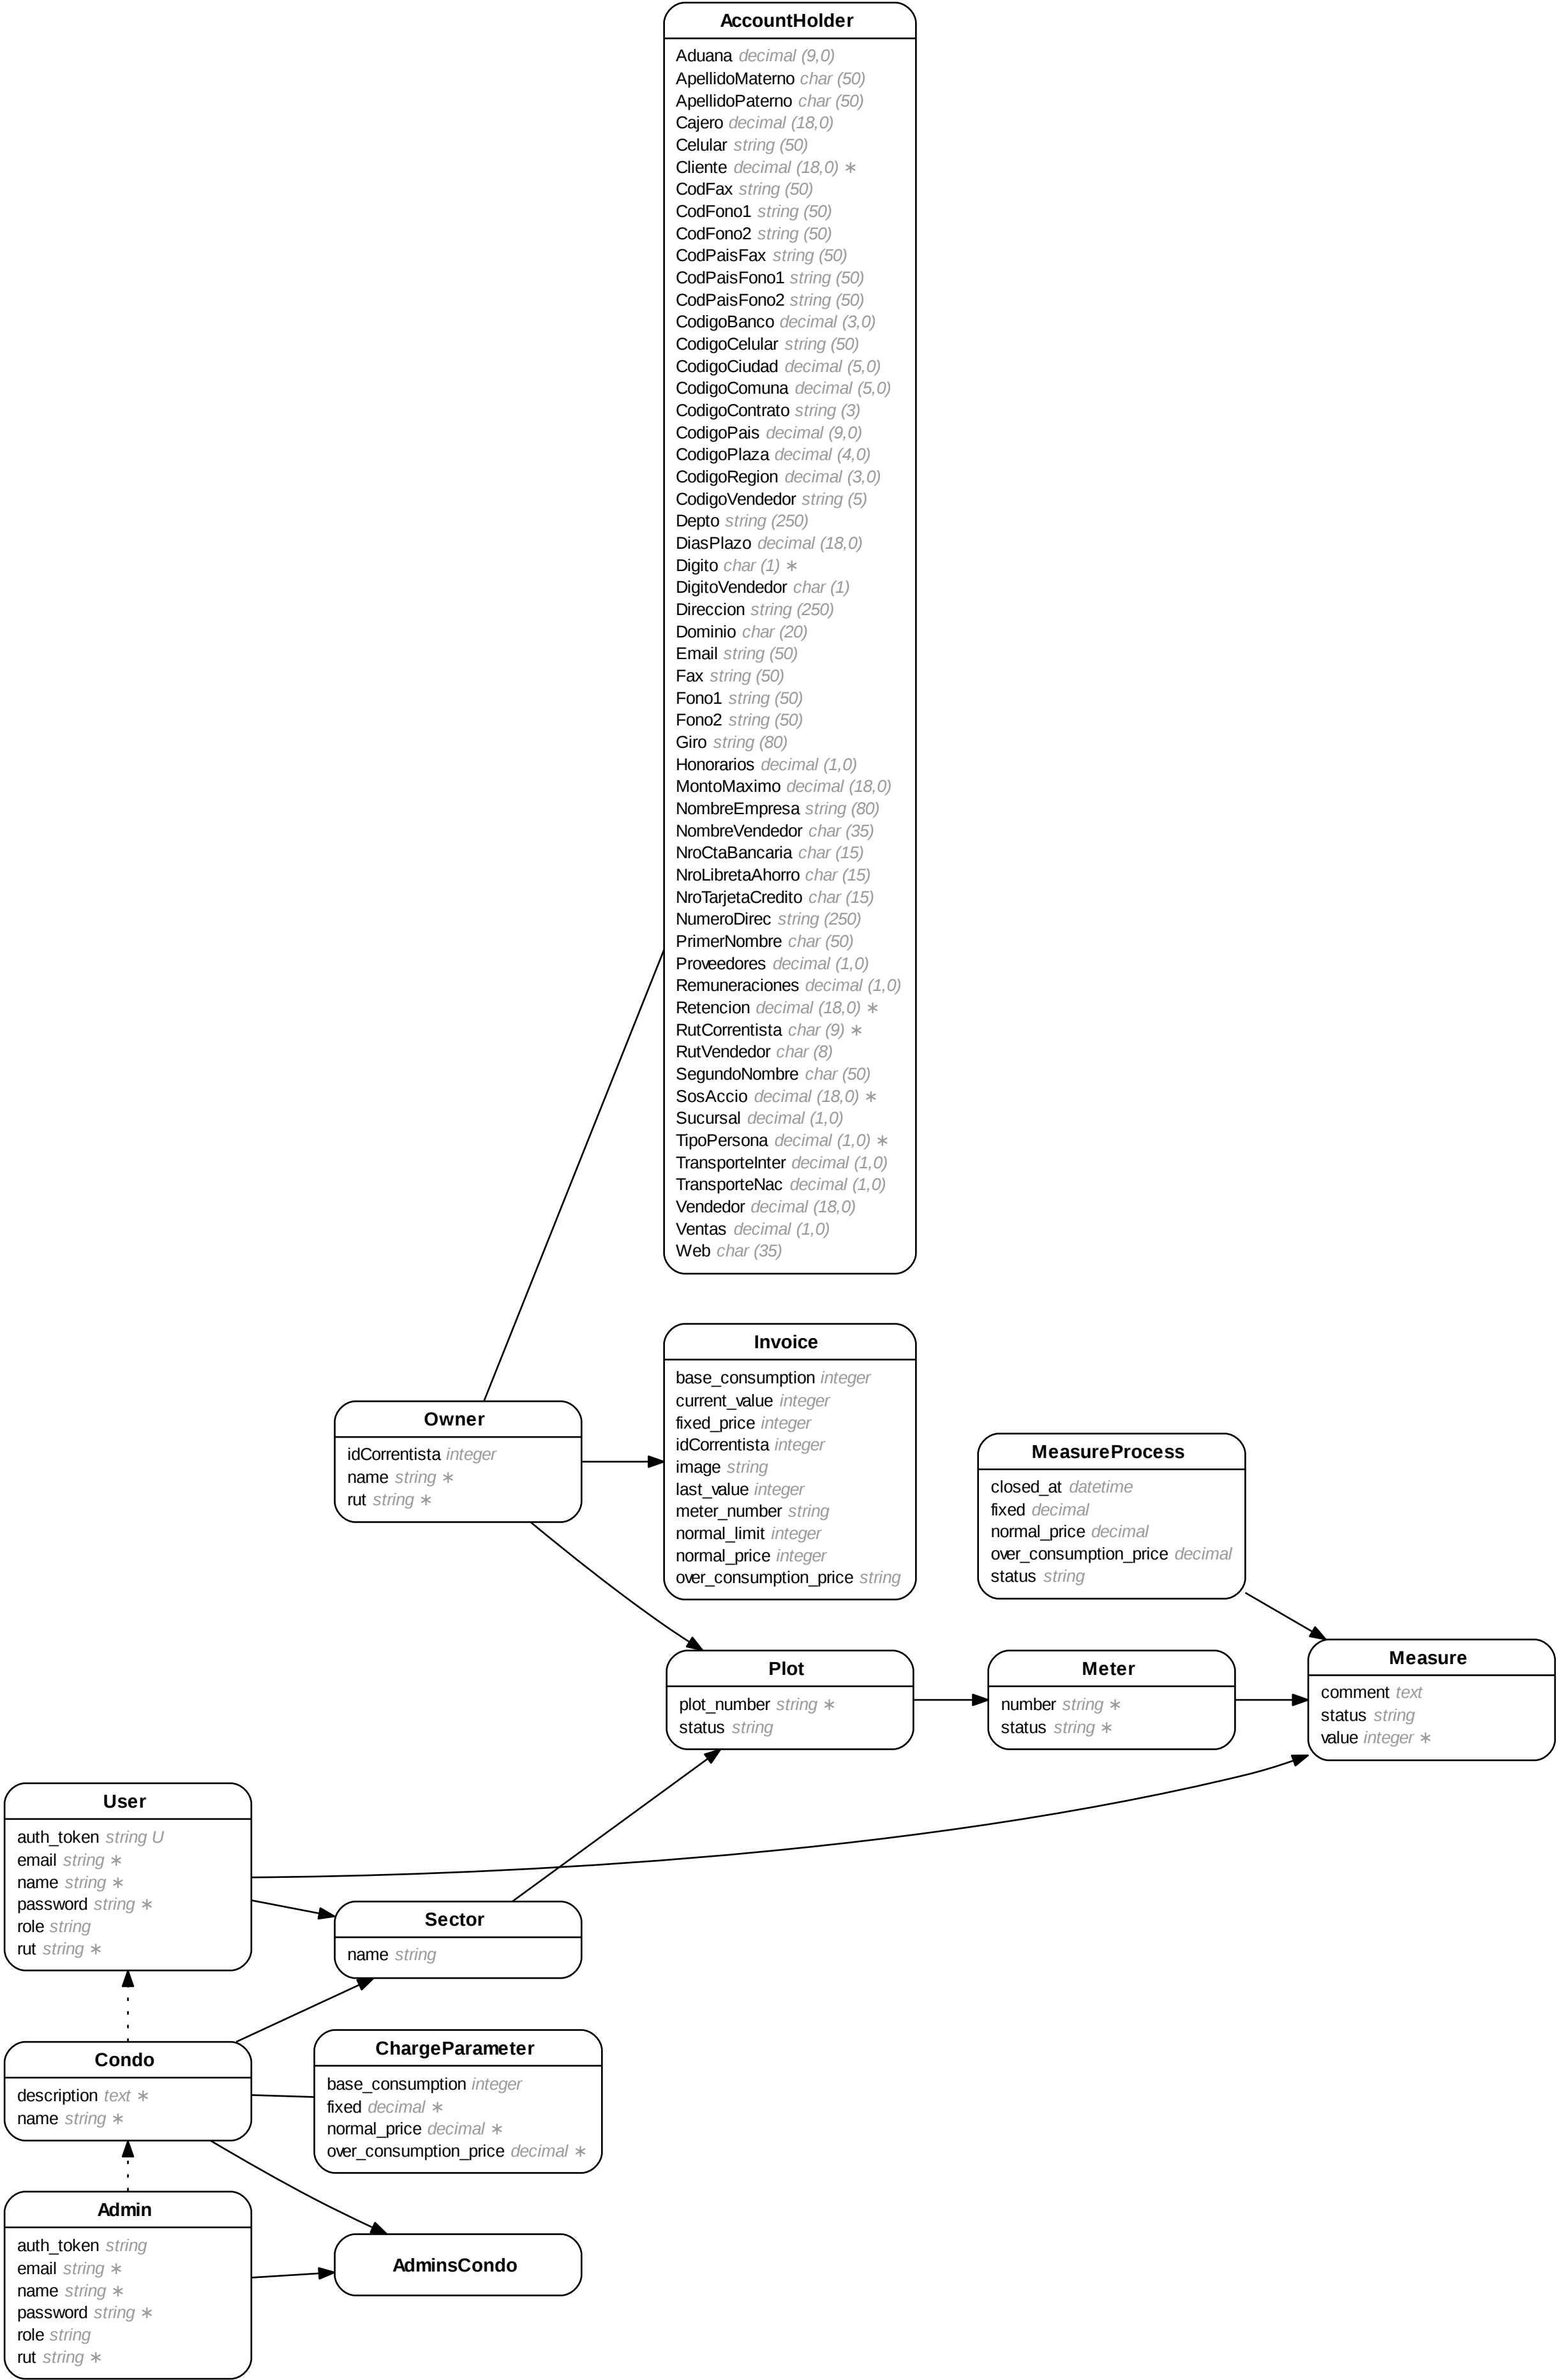 AccountHolder
Aduana decimal (9,0)
ApellidoMaterno char (50)
ApellidoPaterno char (50)
Cajero decimal (18,0)
Celular string (50)
Cliente decimal (18,0) ∗
CodFax string (50)
CodFono1 string (50)
CodFono2 string (50)
CodPaisFax string (50)
CodPaisFono1 string (50)
CodPaisFono2 string (50)
CodigoBanco decimal (3,0)
CodigoCelular string (50)
CodigoCiudad decimal (5,0)
CodigoComuna decimal (5,0)
CodigoContrato string (3)
CodigoPais decimal (9,0)
CodigoPlaza decimal (4,0)
CodigoRegion decimal (3,0)
CodigoVendedor string (5)
Depto string (250)
DiasPlazo decimal (18,0)
Digito char (1) ∗
DigitoVendedor char (1)
Direccion string (250)
Dominio char (20)
Email string (50)
Fax string (50)
Fono1 string (50)
Fono2 string (50)
Giro string (80)
Honorarios decimal (1,0)
MontoMaximo decimal (18,0)
NombreEmpresa string (80)
NombreVendedor char (35)
NroCtaBancaria char (15)
NroLibretaAhorro char (15)
NroTarjetaCredito char (15)
NumeroDirec string (250)
PrimerNombre char (50)
Proveedores decimal (1,0)
Remuneraciones decimal (1,0)
Retencion decimal (18,0) ∗
RutCorrentista char (9) ∗
RutVendedor char (8)
SegundoNombre char (50)
SosAccio decimal (18,0) ∗
Sucursal decimal (1,0)
TipoPersona decimal (1,0) ∗
TransporteInter decimal (1,0)
TransporteNac decimal (1,0)
Vendedor decimal (18,0)
Ventas decimal (1,0)
Web char (35)
Invoice
base_consumption integer
current_value integer
fixed_price integer
idCorrentista integer
image string
last_value integer
meter_number string
normal_limit integer
normal_price integer
over_consumption_price string
Owner
idCorrentista integer
name string ∗
rut string ∗
MeasureProcess
closed_at datetime
fixed decimal
normal_price decimal
over_consumption_price decimal
status string
Plot
plot_number string ∗
status string
Meter
number string ∗
status string ∗
Measure
comment text
status string
value integer ∗
User
auth_token string U
email string ∗
name string ∗
password string ∗
role string
rut string ∗
Sector
name string
Condo
description text ∗
name string ∗
ChargeParameter
base_consumption integer
fixed decimal ∗
normal_price decimal ∗
over_consumption_price decimal ∗
Admin
auth_token string
email string ∗
name string ∗
password string ∗
role string
rut string ∗
AdminsCondo